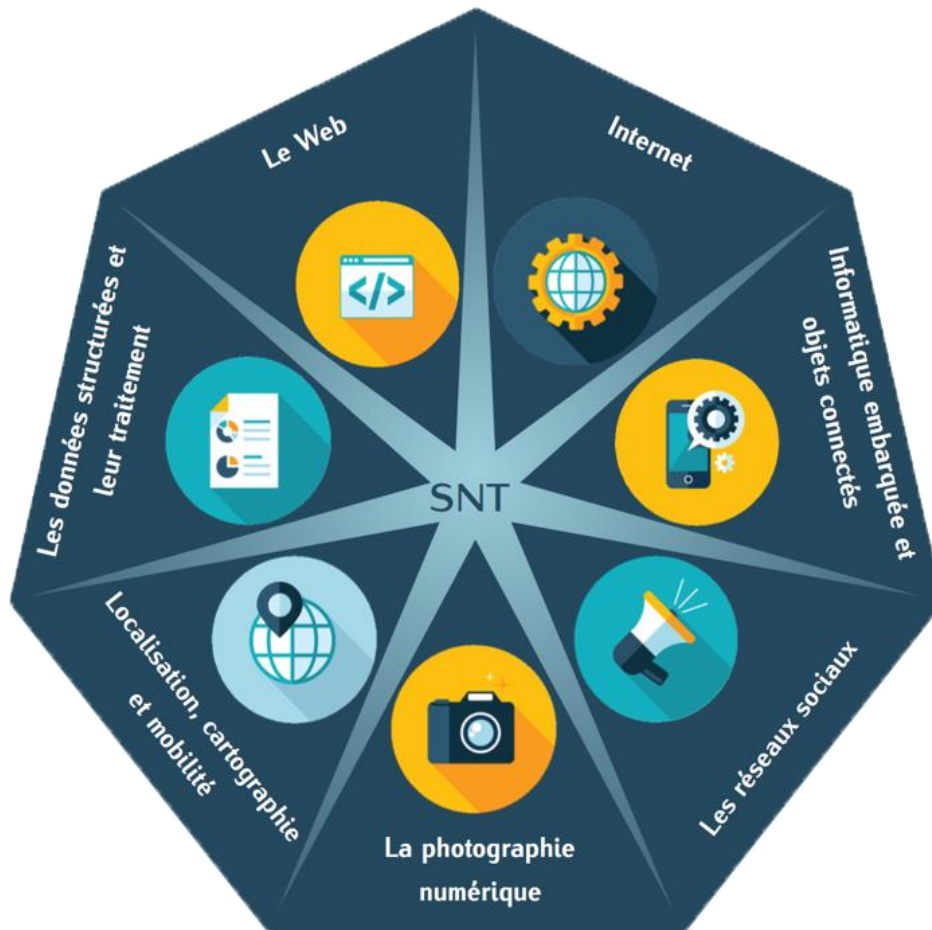 Le Web
Internet
Les données structurées et
leur traitement
Informatique embarquée et
objets connectés
SNT
Localisation, cartographie
et mobilité
Les réseaux sociaux
La photographie
numérique